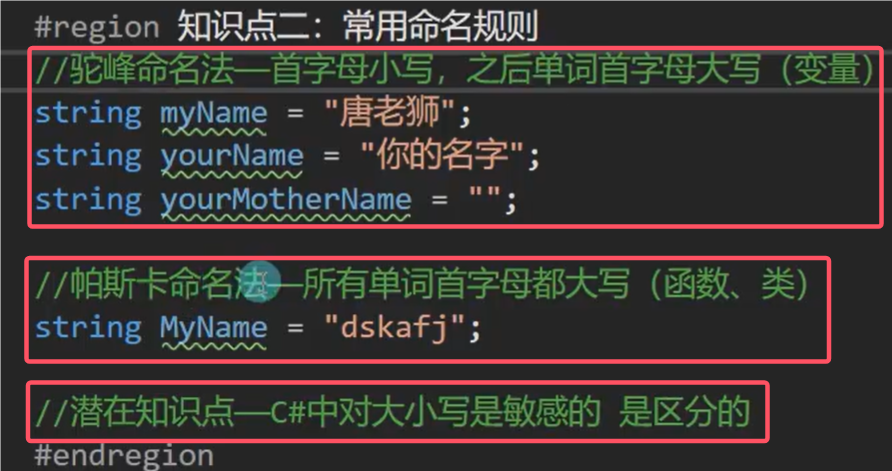 #region 知识点二：常用命名规则
//驼峰命名法—首字母小写，之后单词首字母大写（变量）
string myName = "唐老狮";
string yourName = "你的名字";
string yourMotherName = "";
//帕斯卡命名法—所有单词首字母都大写（函数、类）
string MyName = "dskafj";
//潜在知识点—C#中对大小写是敏感的 是区分的
#endregion